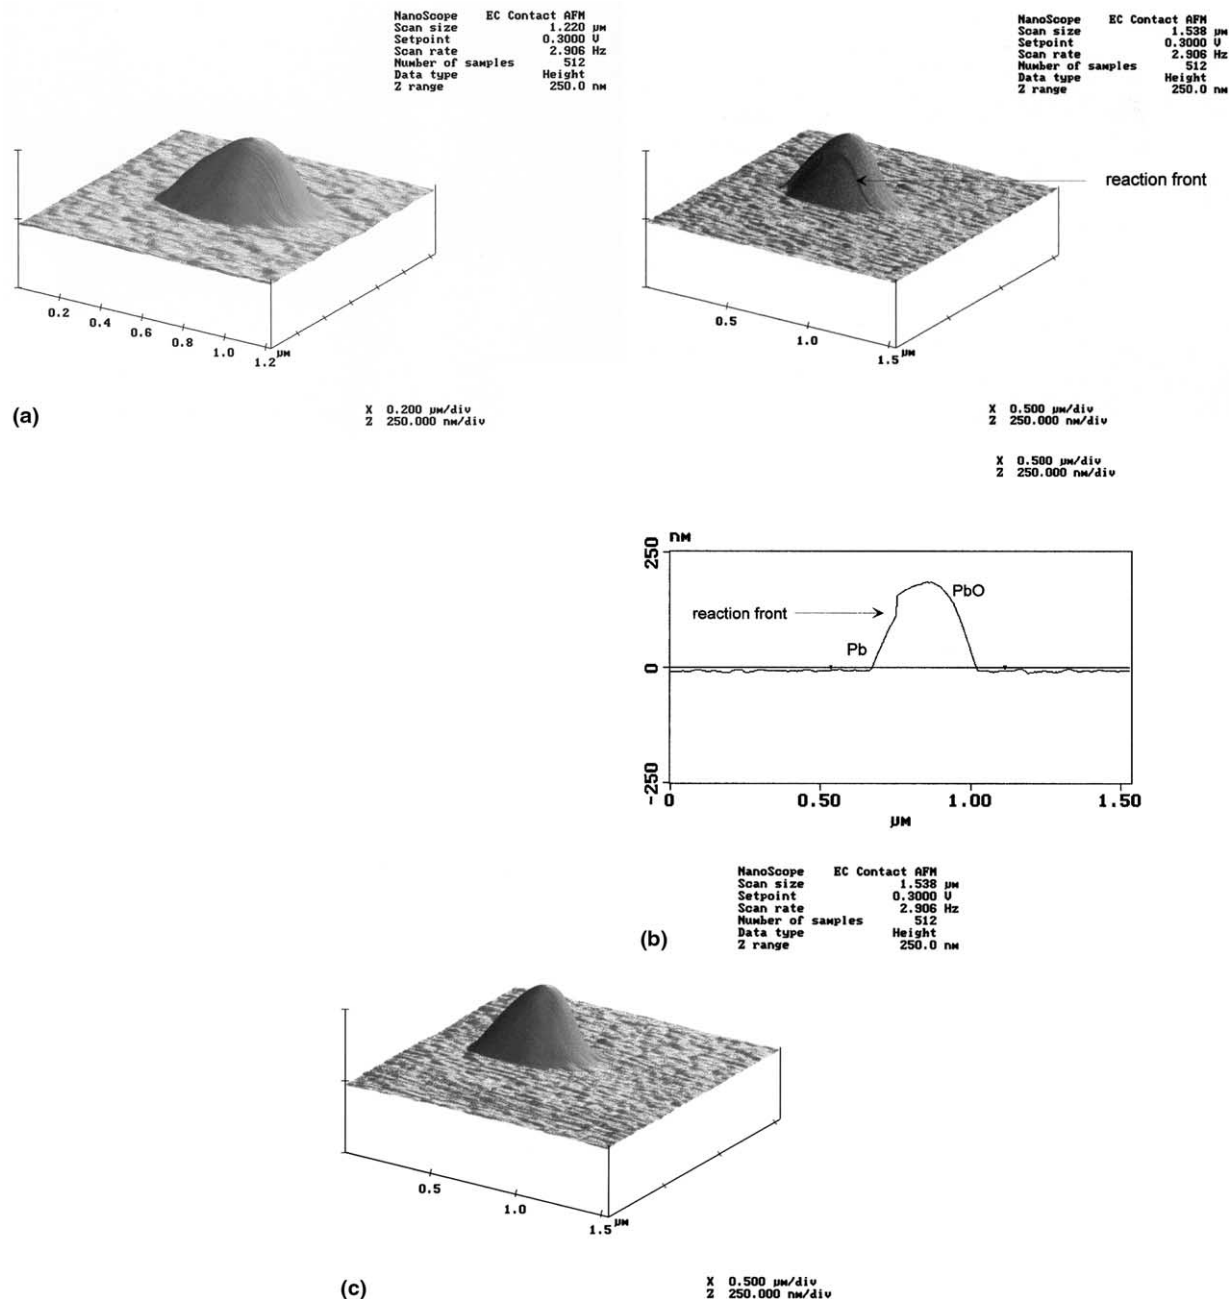 NanoScope EC Contact AFM
Scan size 1.220 µm
Setpoint 0.3000 V
Scan rate 2.906 Hz
Number of samples 512
Data type Height
Z range 250.0 nm
0.2 0.4 0.6 0.8 1.0 1.2 µm
X 0.200 µm/div
Z 250.000 nm/div
(a)
NanoScope EC Contact AFM
Scan size 1.538 µm
Setpoint 0.3000 V
Scan rate 2.906 Hz
Number of samples 512
Data type Height
Z range 250.0 nm
reaction front
0.5 1.0 1.5 µm
X 0.500 µm/div
Z 250.000 nm/div
X 0.500 µm/div
Z 250.000 nm/div
nm
250
PbO
reaction front
Pb
0
-250
0 0.50 1.00 1.50
µm
NanoScope EC Contact AFM
Scan size 1.538 µm
Setpoint 0.3000 V
Scan rate 2.906 Hz
Number of samples 512
Data type Height
Z range 250.0 nm
(b)
0.5 1.0 1.5 µm
X 0.500 µm/div
Z 250.000 nm/div
(c)